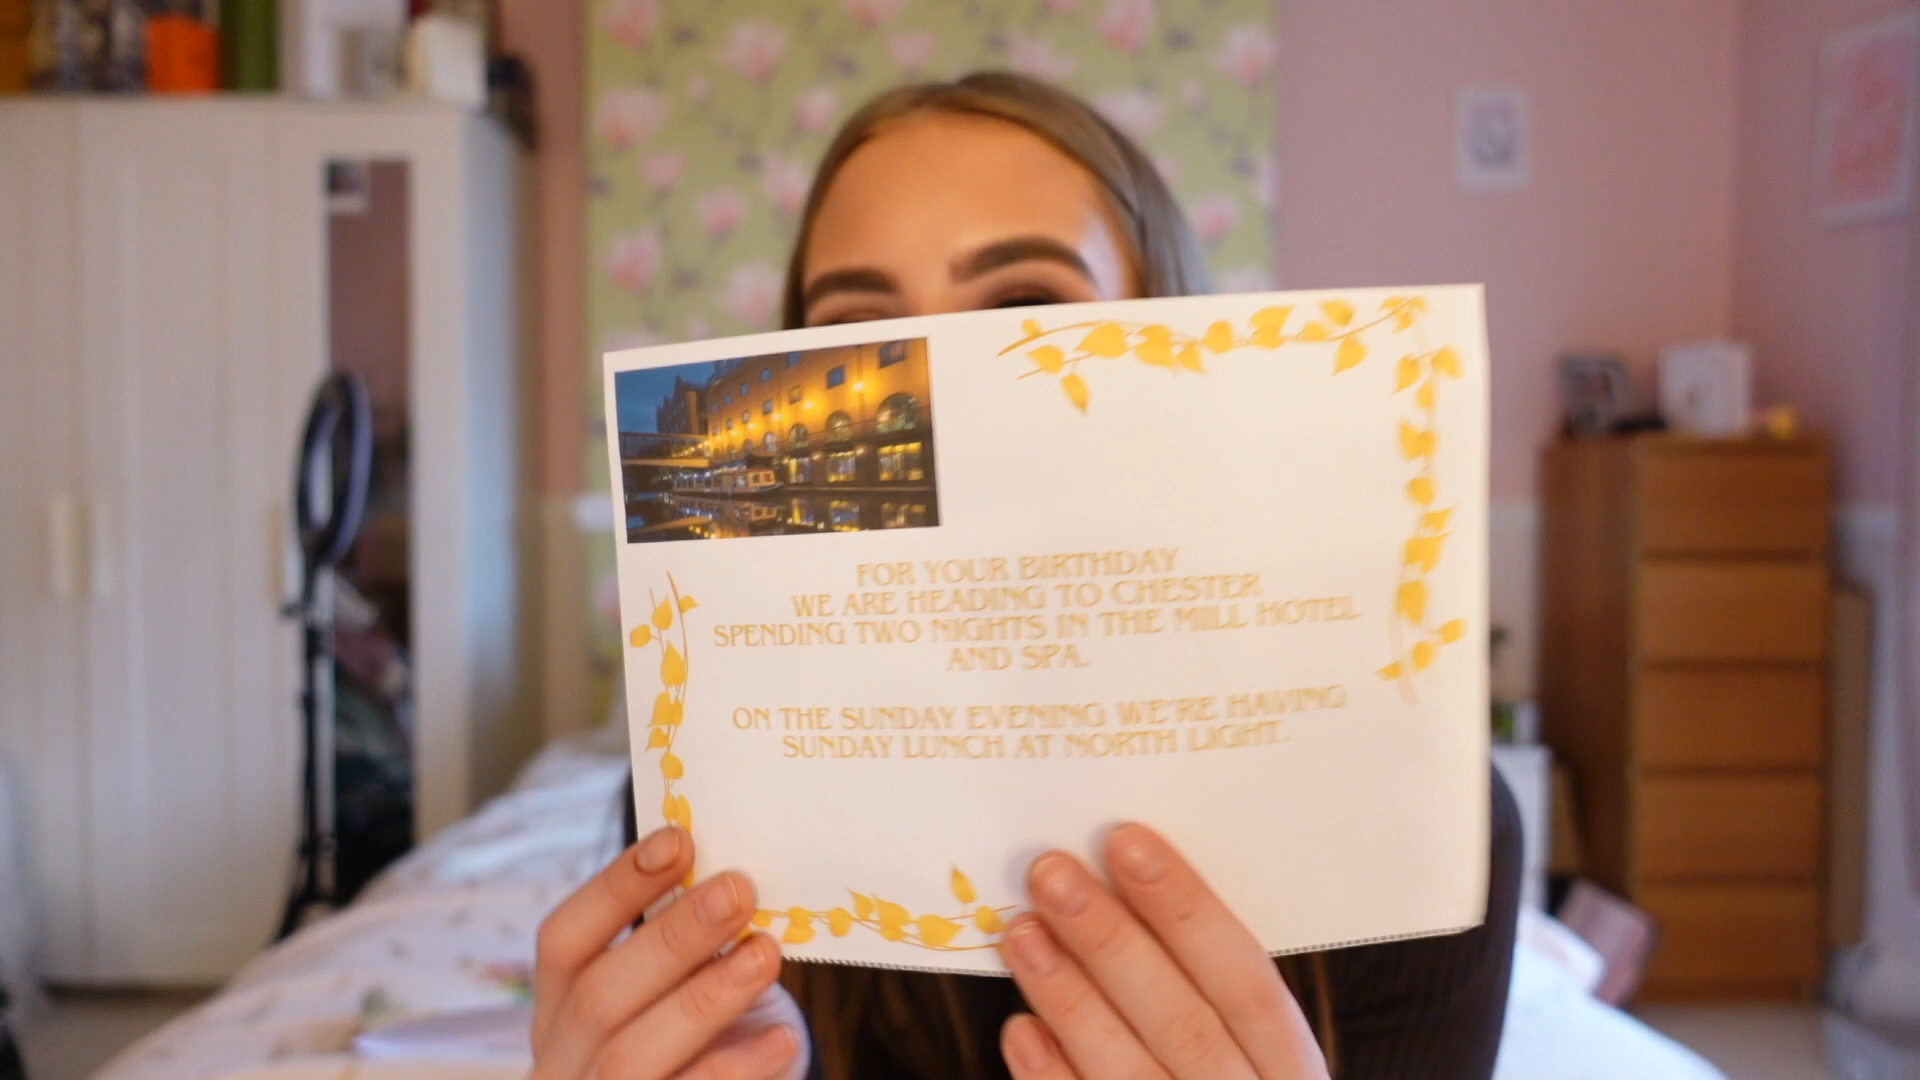 FOR YOUR BIRTHDAY
WE ARE HEADING TO CHESTER
SPENDING TWO NIGHTS IN THE MILL HOTEL
AND SPA.
ON THE SUNDAY EVENING WE'RE HAVING
SUNDAY LUNCH AT NORTH LIGHT.